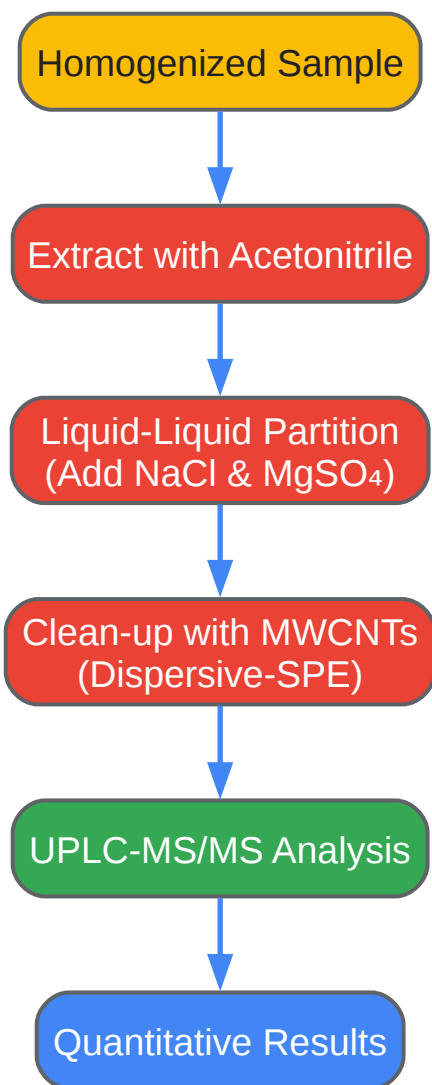 Homogenized Sample
Extract with Acetonitrile
Liquid-Liquid Partition
(Add NaCl & MgSO₄)
Clean-up with MWCNTs
(Dispersive-SPE)
UPLC-MS/MS Analysis
Quantitative Results